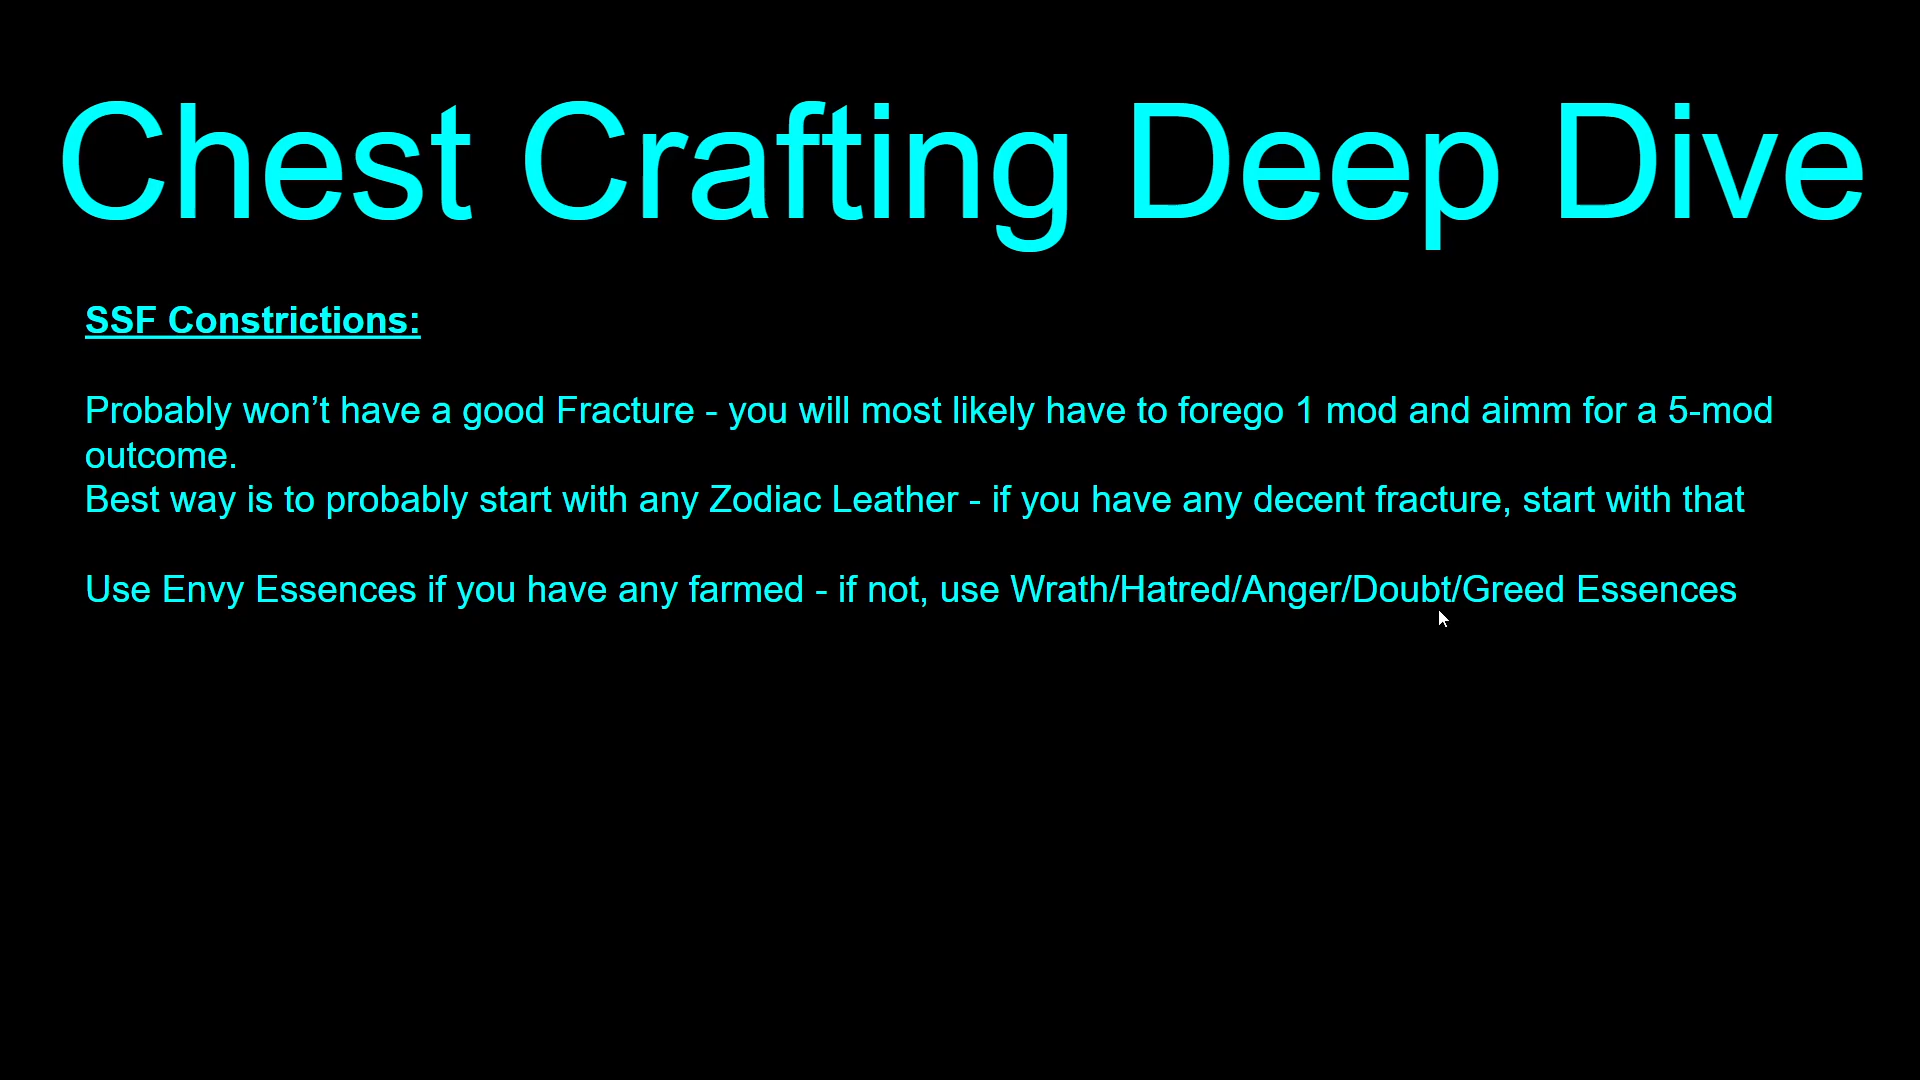 Chest Crafting Deep Dive
SSF Constrictions:
Probably won’t have a good Fracture - you will most likely have to forego 1 mod and aimm for a 5-mod
outcome.
Best way is to probably start with any Zodiac Leather - if you have any decent fracture, start with that
Use Envy Essences if you have any farmed - if not, use Wrath/Hatred/Anger/Doubt/Greed Essences